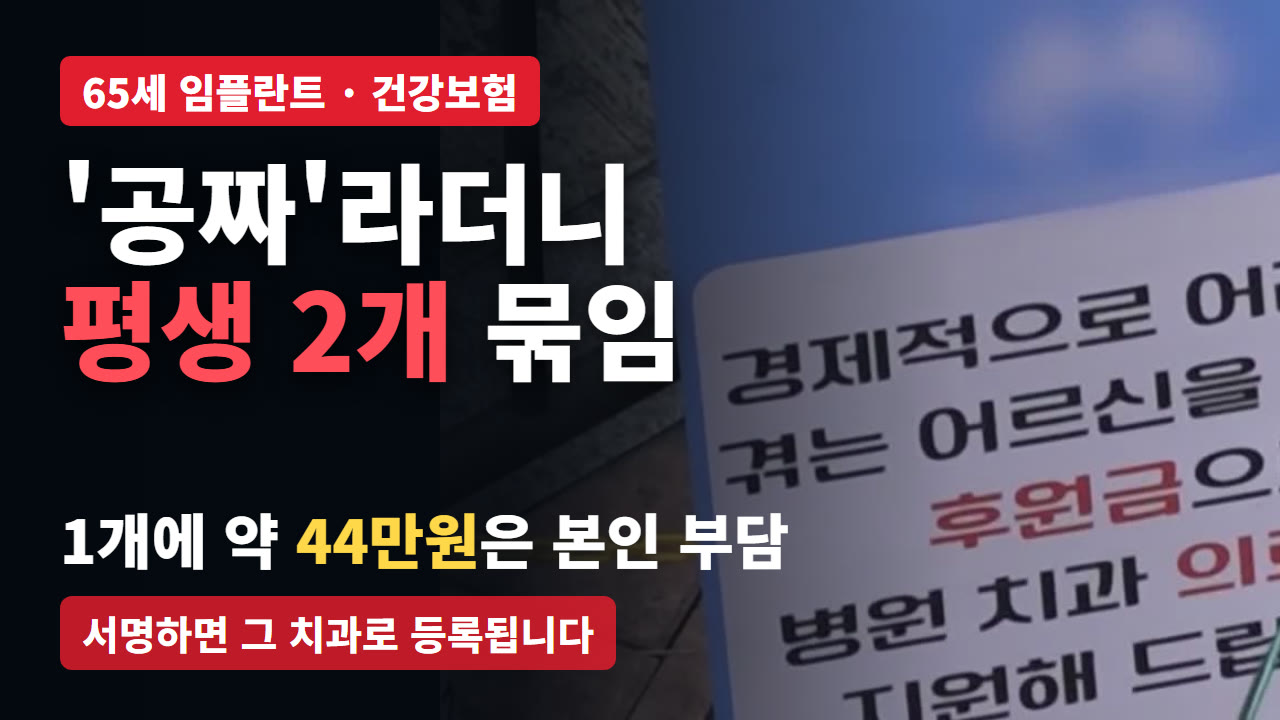 65세 임플란트 · 건강보험
'공짜'라더니
평생 2개 묶임
1개에 약 44만원은 본인 부담
서명하면 그 치과로 등록됩니다
경제적으로
겪는 어르신을
후원금으
병원 치과
지원해 드립